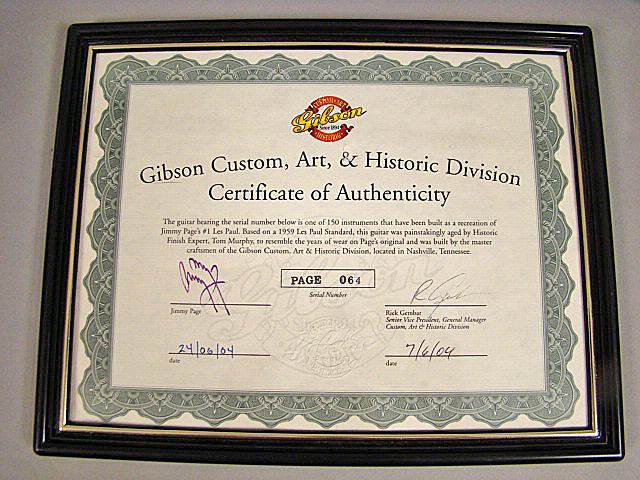 CUSTOM • ART
Gibson
Since 1894
HISTORIC
Gibson Custom, Art, & Historic Division
Certificate of Authenticity
The guitar bearing the serial number below is one of 150 instruments that have been built as a recreation of
Jimmy Page's #1 Les Paul. Based on a 1959 Les Paul Standard, this guitar was painstakingly aged by Historic
Finish Expert, Tom Murphy, to resemble the years of wear on Page's original and was built by the master
craftsmen of the Gibson Custom, Art & Historic Division, located in Nashville, Tennessee.
PAGE 064
Serial Number
Jimmy Page
Rick Gembar
Senior Vice President, General Manager
Custom, Art & Historic Division
24/06/04
7/6/04
date
date